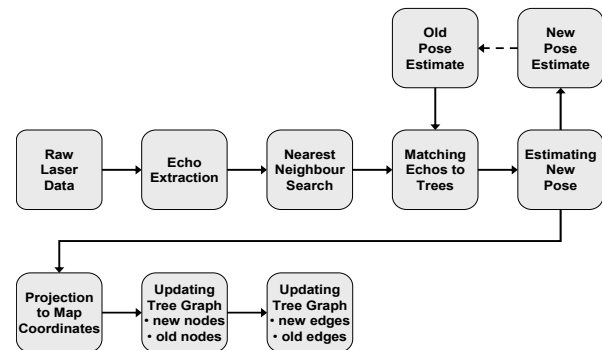 Old
Pose
Estimate
New
Pose
Estimate
Raw
Laser
Data
Echo
Extraction
Nearest
Neighbour
Search
Matching
Echos to
Trees
Estimating
New
Pose
Projection
to Map
Coordinates
Updating
Tree Graph
• new nodes
• old nodes
Updating
Tree Graph
• new edges
• old edges